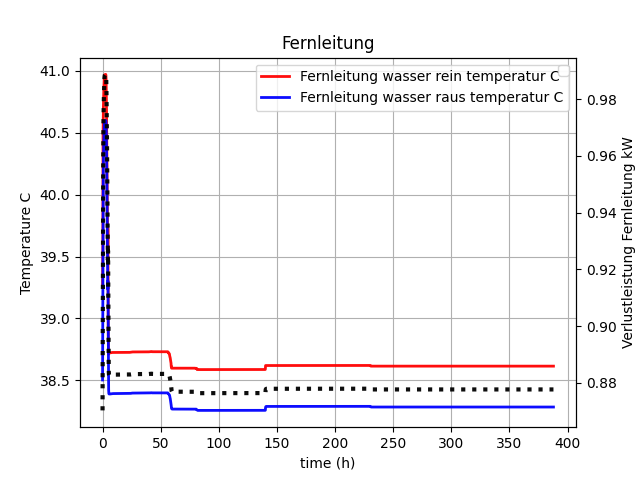 Fernleitung
Fernleitung wasser rein temperatur C
Fernleitung wasser raus temperatur C
41.0
40.5
40.0
39.5
39.0
38.5
Temperature C
0.98
0.96
0.94
0.92
0.90
0.88
Verlustleistung Fernleitung kW
0 50 100 150 200 250 300 350 400
time (h)